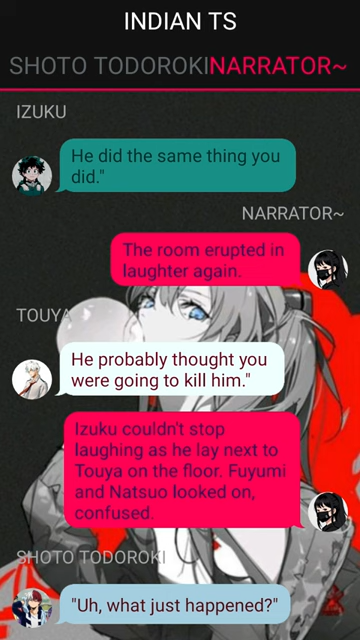 INDIAN TS
SHOTO TODOROKI NARRATOR~
IZUKU
He did the same thing you
did."
NARRATOR~
The room erupted in
laughter again.
TOUYA
He probably thought you
were going to kill him."
Izuku couldn't stop
laughing as he lay next to
Touya on the floor. Fuyumi
and Natsuo looked on,
confused.
SHOTO TODOROKI
"Uh, what just happened?"